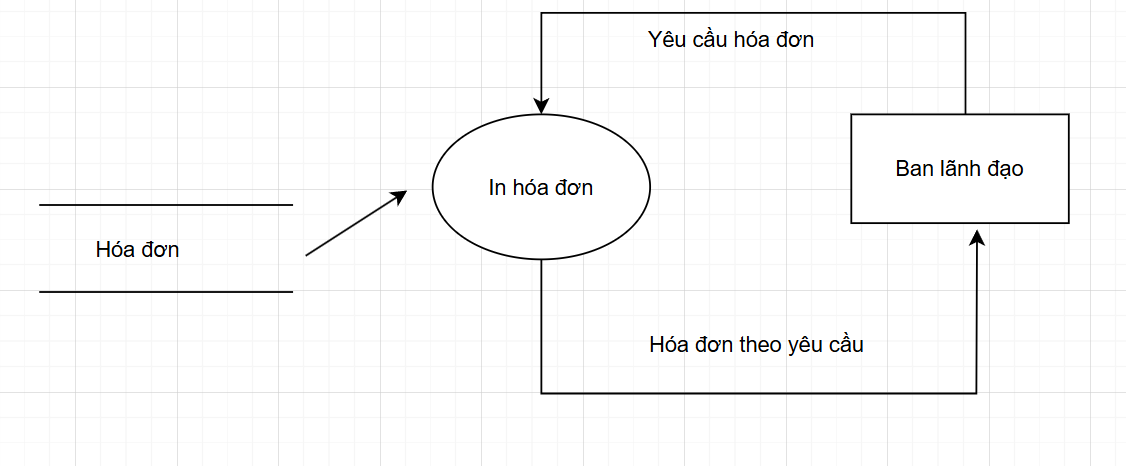 Yêu cầu hóa đơn
Ban lãnh đạo
In hóa đơn
Hóa đơn
Hóa đơn theo yêu cầu